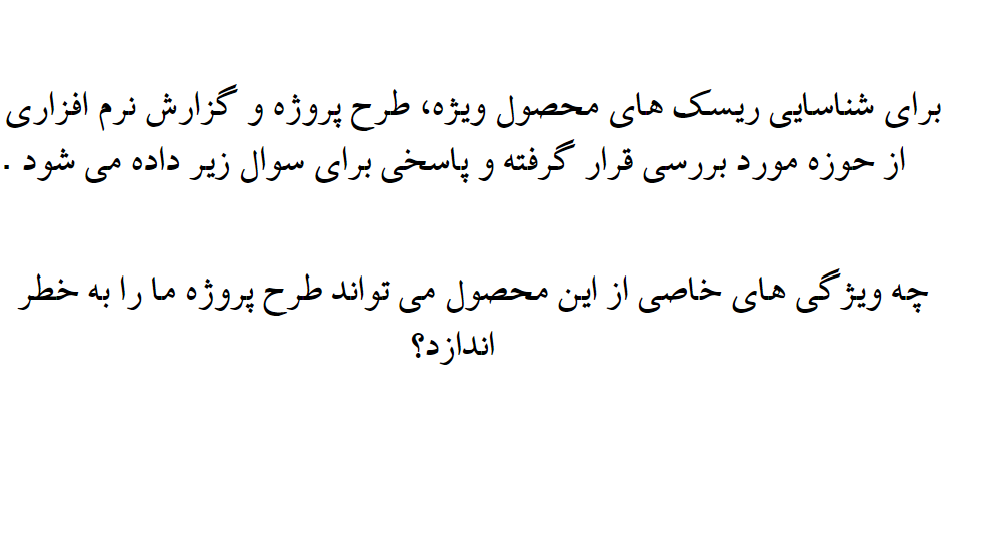 برای شناسایی ریسک های محصول ویژه، طرح پروژه و گزارش نرم افزاری
از حوزه مورد بررسی قرار گرفته و پاسخی برای سوال زیر داده می شود .
چه ویژگی های خاصی از این محصول می تواند طرح پروژه ما را به خطر
اندازد؟